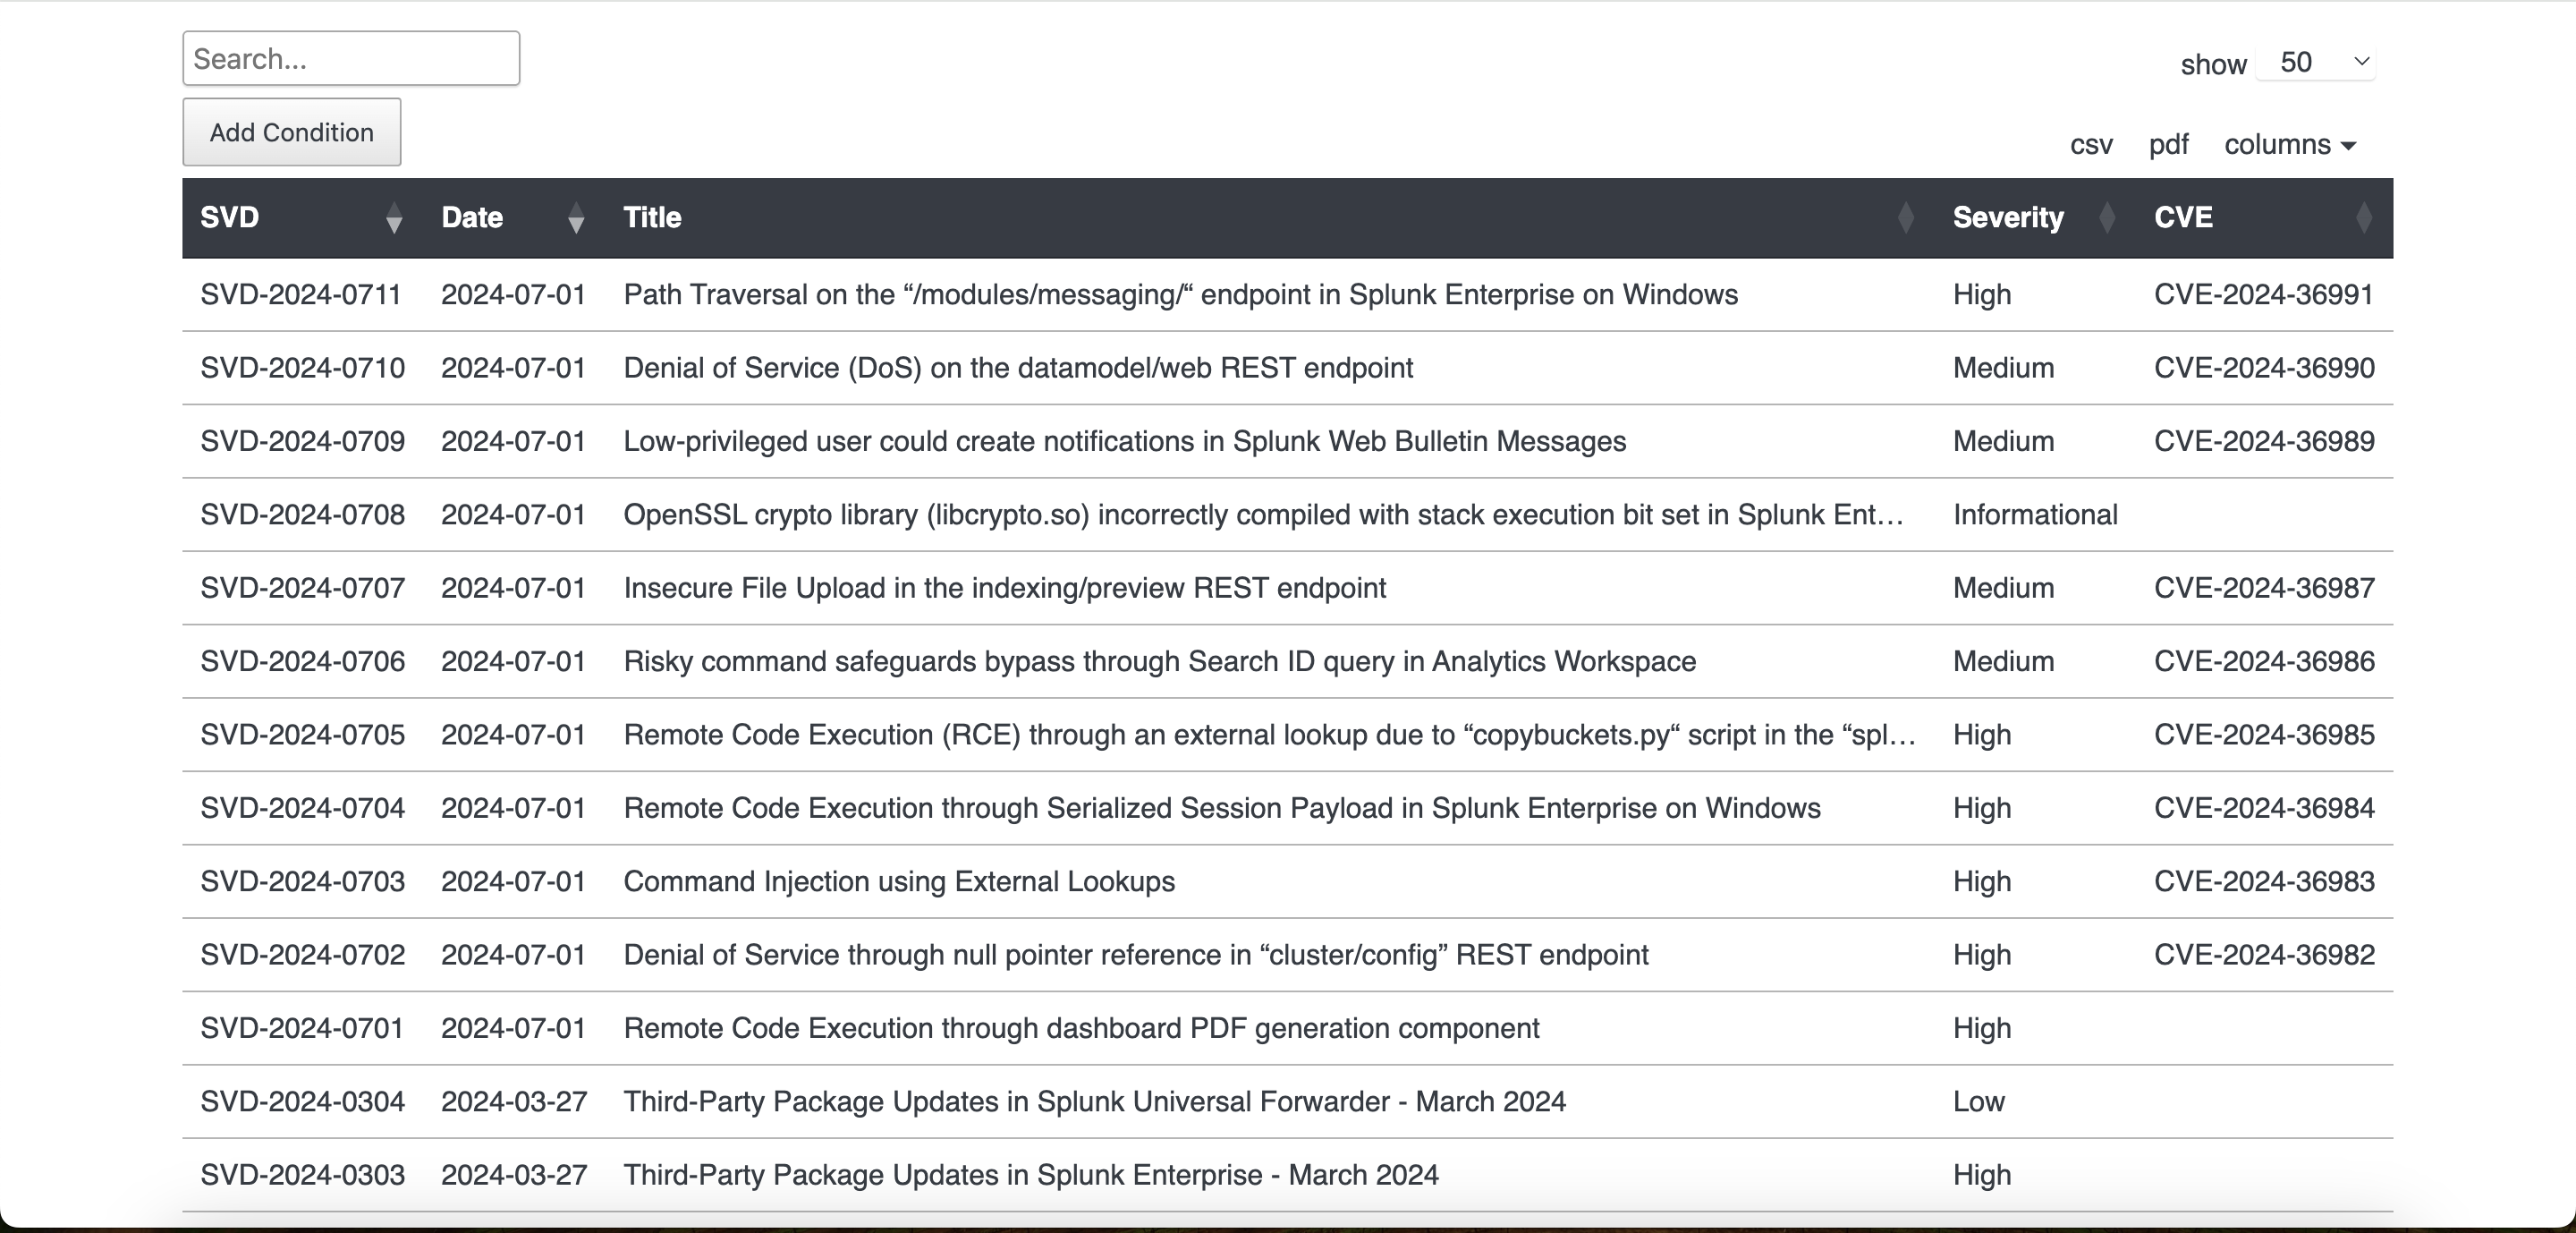 Search...
show 50
Add Condition
csv pdf columns
SVD Date Title Severity CVE
SVD-2024-0711 2024-07-01 Path Traversal on the “/modules/messaging/“ endpoint in Splunk Enterprise on Windows High CVE-2024-36991
SVD-2024-0710 2024-07-01 Denial of Service (DoS) on the datamodel/web REST endpoint Medium CVE-2024-36990
SVD-2024-0709 2024-07-01 Low-privileged user could create notifications in Splunk Web Bulletin Messages Medium CVE-2024-36989
SVD-2024-0708 2024-07-01 OpenSSL crypto library (libcrypto.so) incorrectly compiled with stack execution bit set in Splunk Ent… Informational
SVD-2024-0707 2024-07-01 Insecure File Upload in the indexing/preview REST endpoint Medium CVE-2024-36987
SVD-2024-0706 2024-07-01 Risky command safeguards bypass through Search ID query in Analytics Workspace Medium CVE-2024-36986
SVD-2024-0705 2024-07-01 Remote Code Execution (RCE) through an external lookup due to “copybuckets.py“ script in the “spl… High CVE-2024-36985
SVD-2024-0704 2024-07-01 Remote Code Execution through Serialized Session Payload in Splunk Enterprise on Windows High CVE-2024-36984
SVD-2024-0703 2024-07-01 Command Injection using External Lookups High CVE-2024-36983
SVD-2024-0702 2024-07-01 Denial of Service through null pointer reference in “cluster/config” REST endpoint High CVE-2024-36982
SVD-2024-0701 2024-07-01 Remote Code Execution through dashboard PDF generation component High
SVD-2024-0304 2024-03-27 Third-Party Package Updates in Splunk Universal Forwarder - March 2024 Low
SVD-2024-0303 2024-03-27 Third-Party Package Updates in Splunk Enterprise - March 2024 High